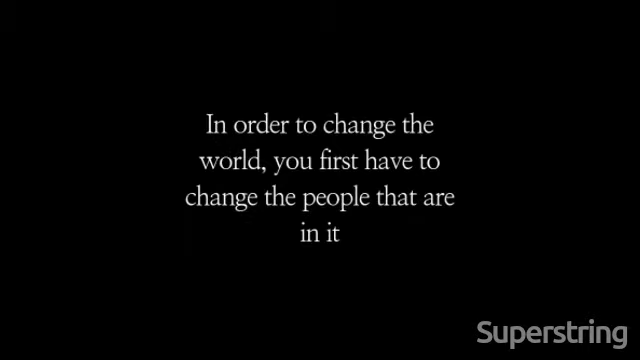 In order to change the
world, you first have to
change the people that are
in it
Superstring